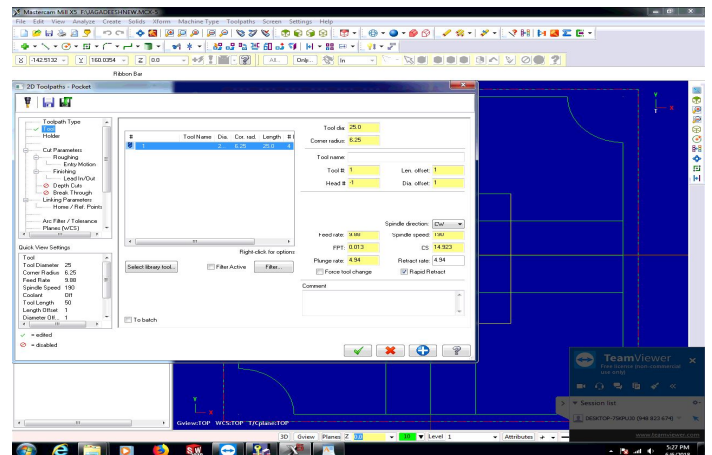 Mastercam Mill X5 F:\JAGADEESHNEW.MCX-5
File Edit View Analyze Create Solids Xform Machine Type Toolpaths Screen Settings Help
X -142.5132 Y 160.0354 Z 0.0 All... Only... In
Ribbon Bar
2D Toolpaths - Pocket
Toolpath Type
Tool
Holder
Cut Parameters
Roughing
Entry Motion
Finishing
Lead In/Out
Depth Cuts
Break Through
Linking Parameters
Home / Ref. Points
Arc Filter / Tolerance
Planes (WCS)
Quick View Settings
Tool
Tool Diameter 25
Corner Radius 6.25
Feed Rate 9.88
Spindle Speed 190
Coolant Off
Tool Length 50
Length Offset 1
Diameter Off... 1
= edited
= disabled
# Tool Name Dia. Cor. rad. Length #
1 2... 6.25 25.0 4
Right-click for options
Select library tool... Filter Active Filter...
To batch
Tool dia: 25.0
Corner radius: 6.25
Tool name:
Tool #: 1 Len. offset: 1
Head # -1 Dia. offset: 1
Spindle direction: CW
Feed rate: 9.88 Spindle speed: 190
FPT: 0.013 CS 14.923
Plunge rate: 4.94 Retract rate: 4.94
Force tool change Rapid Retract
Comment
Y
X
Gview:TOP WCS:TOP T/Cplane:TOP
TeamViewer
Free license (non-commercial use only)
Session list
www.teamviewer.com
3D Gview Planes Z 0.0 10 Level 1 Attributes
5:27 PM